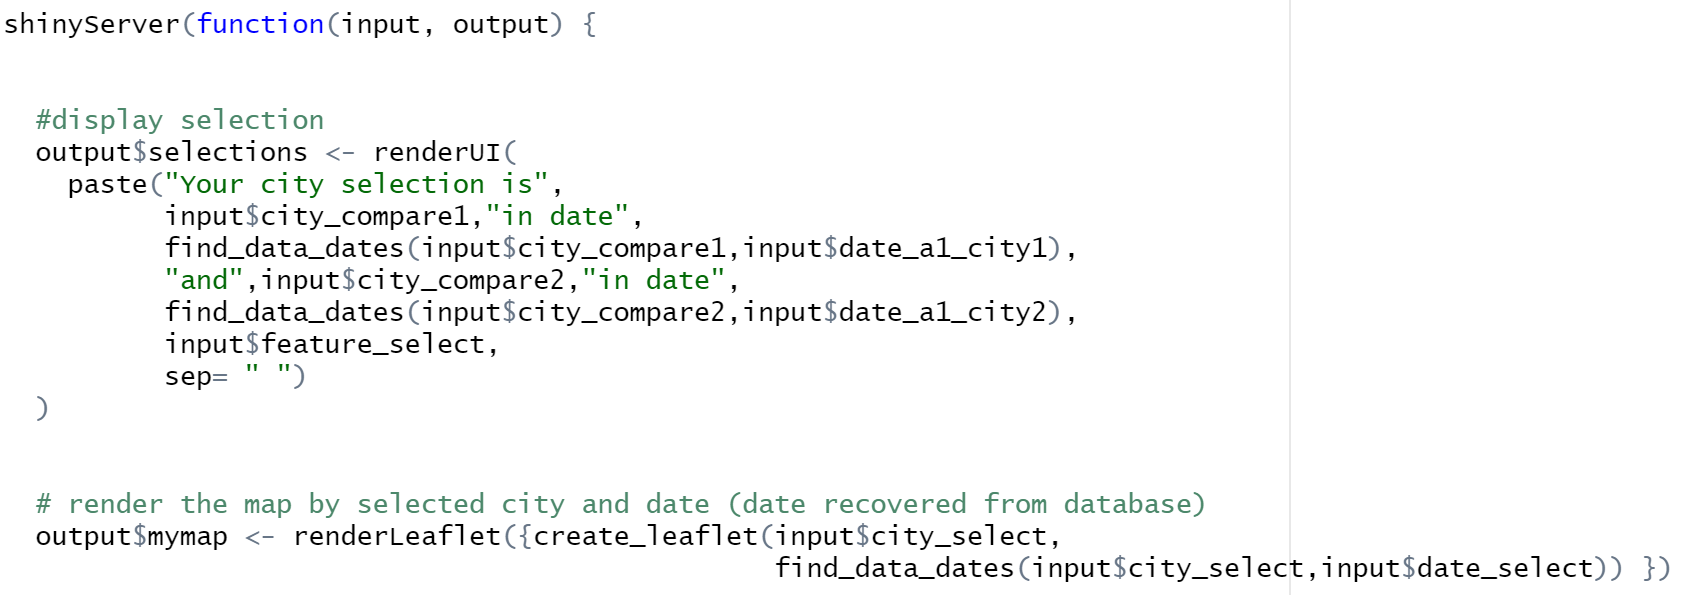 shinyServer(function(input, output) {
#display selection
output$selections <- renderUI(
paste("Your city selection is",
input$city_compare1,"in date",
find_data_dates(input$city_compare1,input$date_a1_city1),
"and",input$city_compare2,"in date",
find_data_dates(input$city_compare2,input$date_a1_city2),
input$feature_select,
sep= " ")
)
# render the map by selected city and date (date recovered from database)
output$mymap <- renderLeaflet({create_leaflet(input$city_select,
find_data_dates(input$city_select,input$date_select)) })